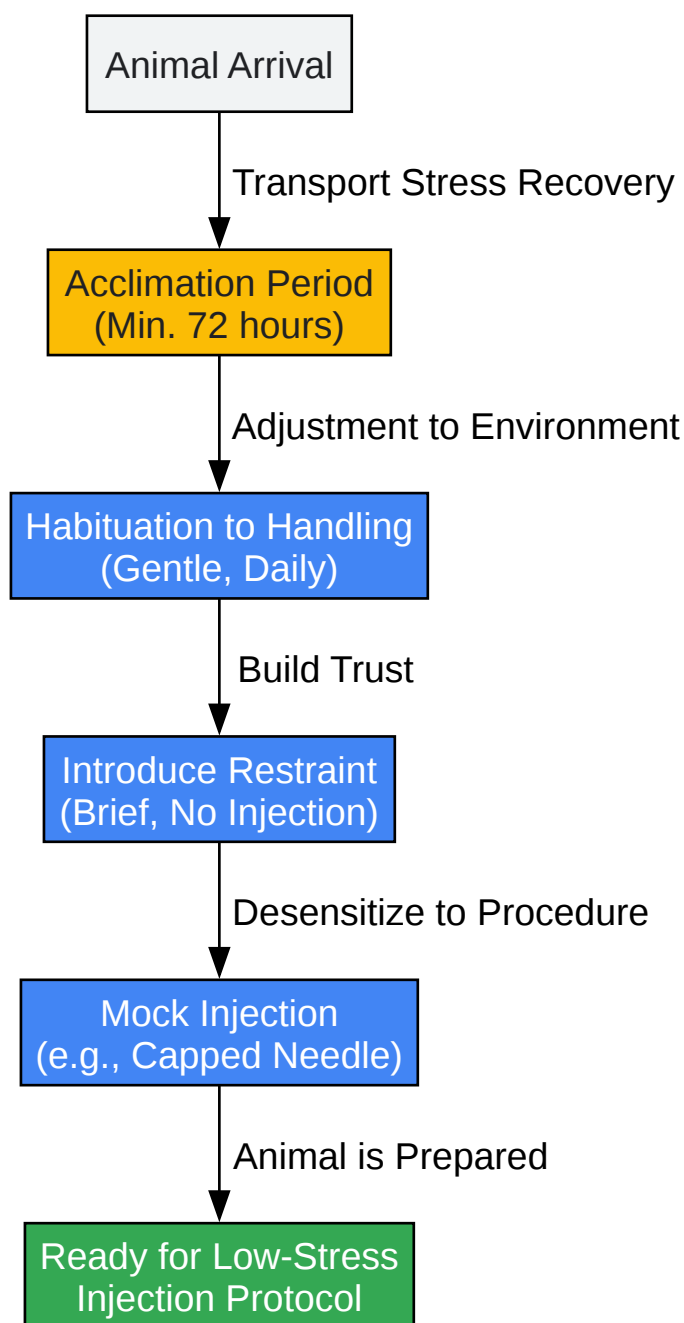 Animal Arrival
Transport Stress Recovery
Acclimation Period
(Min. 72 hours)
Adjustment to Environment
Habituation to Handling
(Gentle, Daily)
Build Trust
Introduce Restraint
(Brief, No Injection)
Desensitize to Procedure
Mock Injection
(e.g., Capped Needle)
Animal is Prepared
Ready for Low-Stress
Injection Protocol